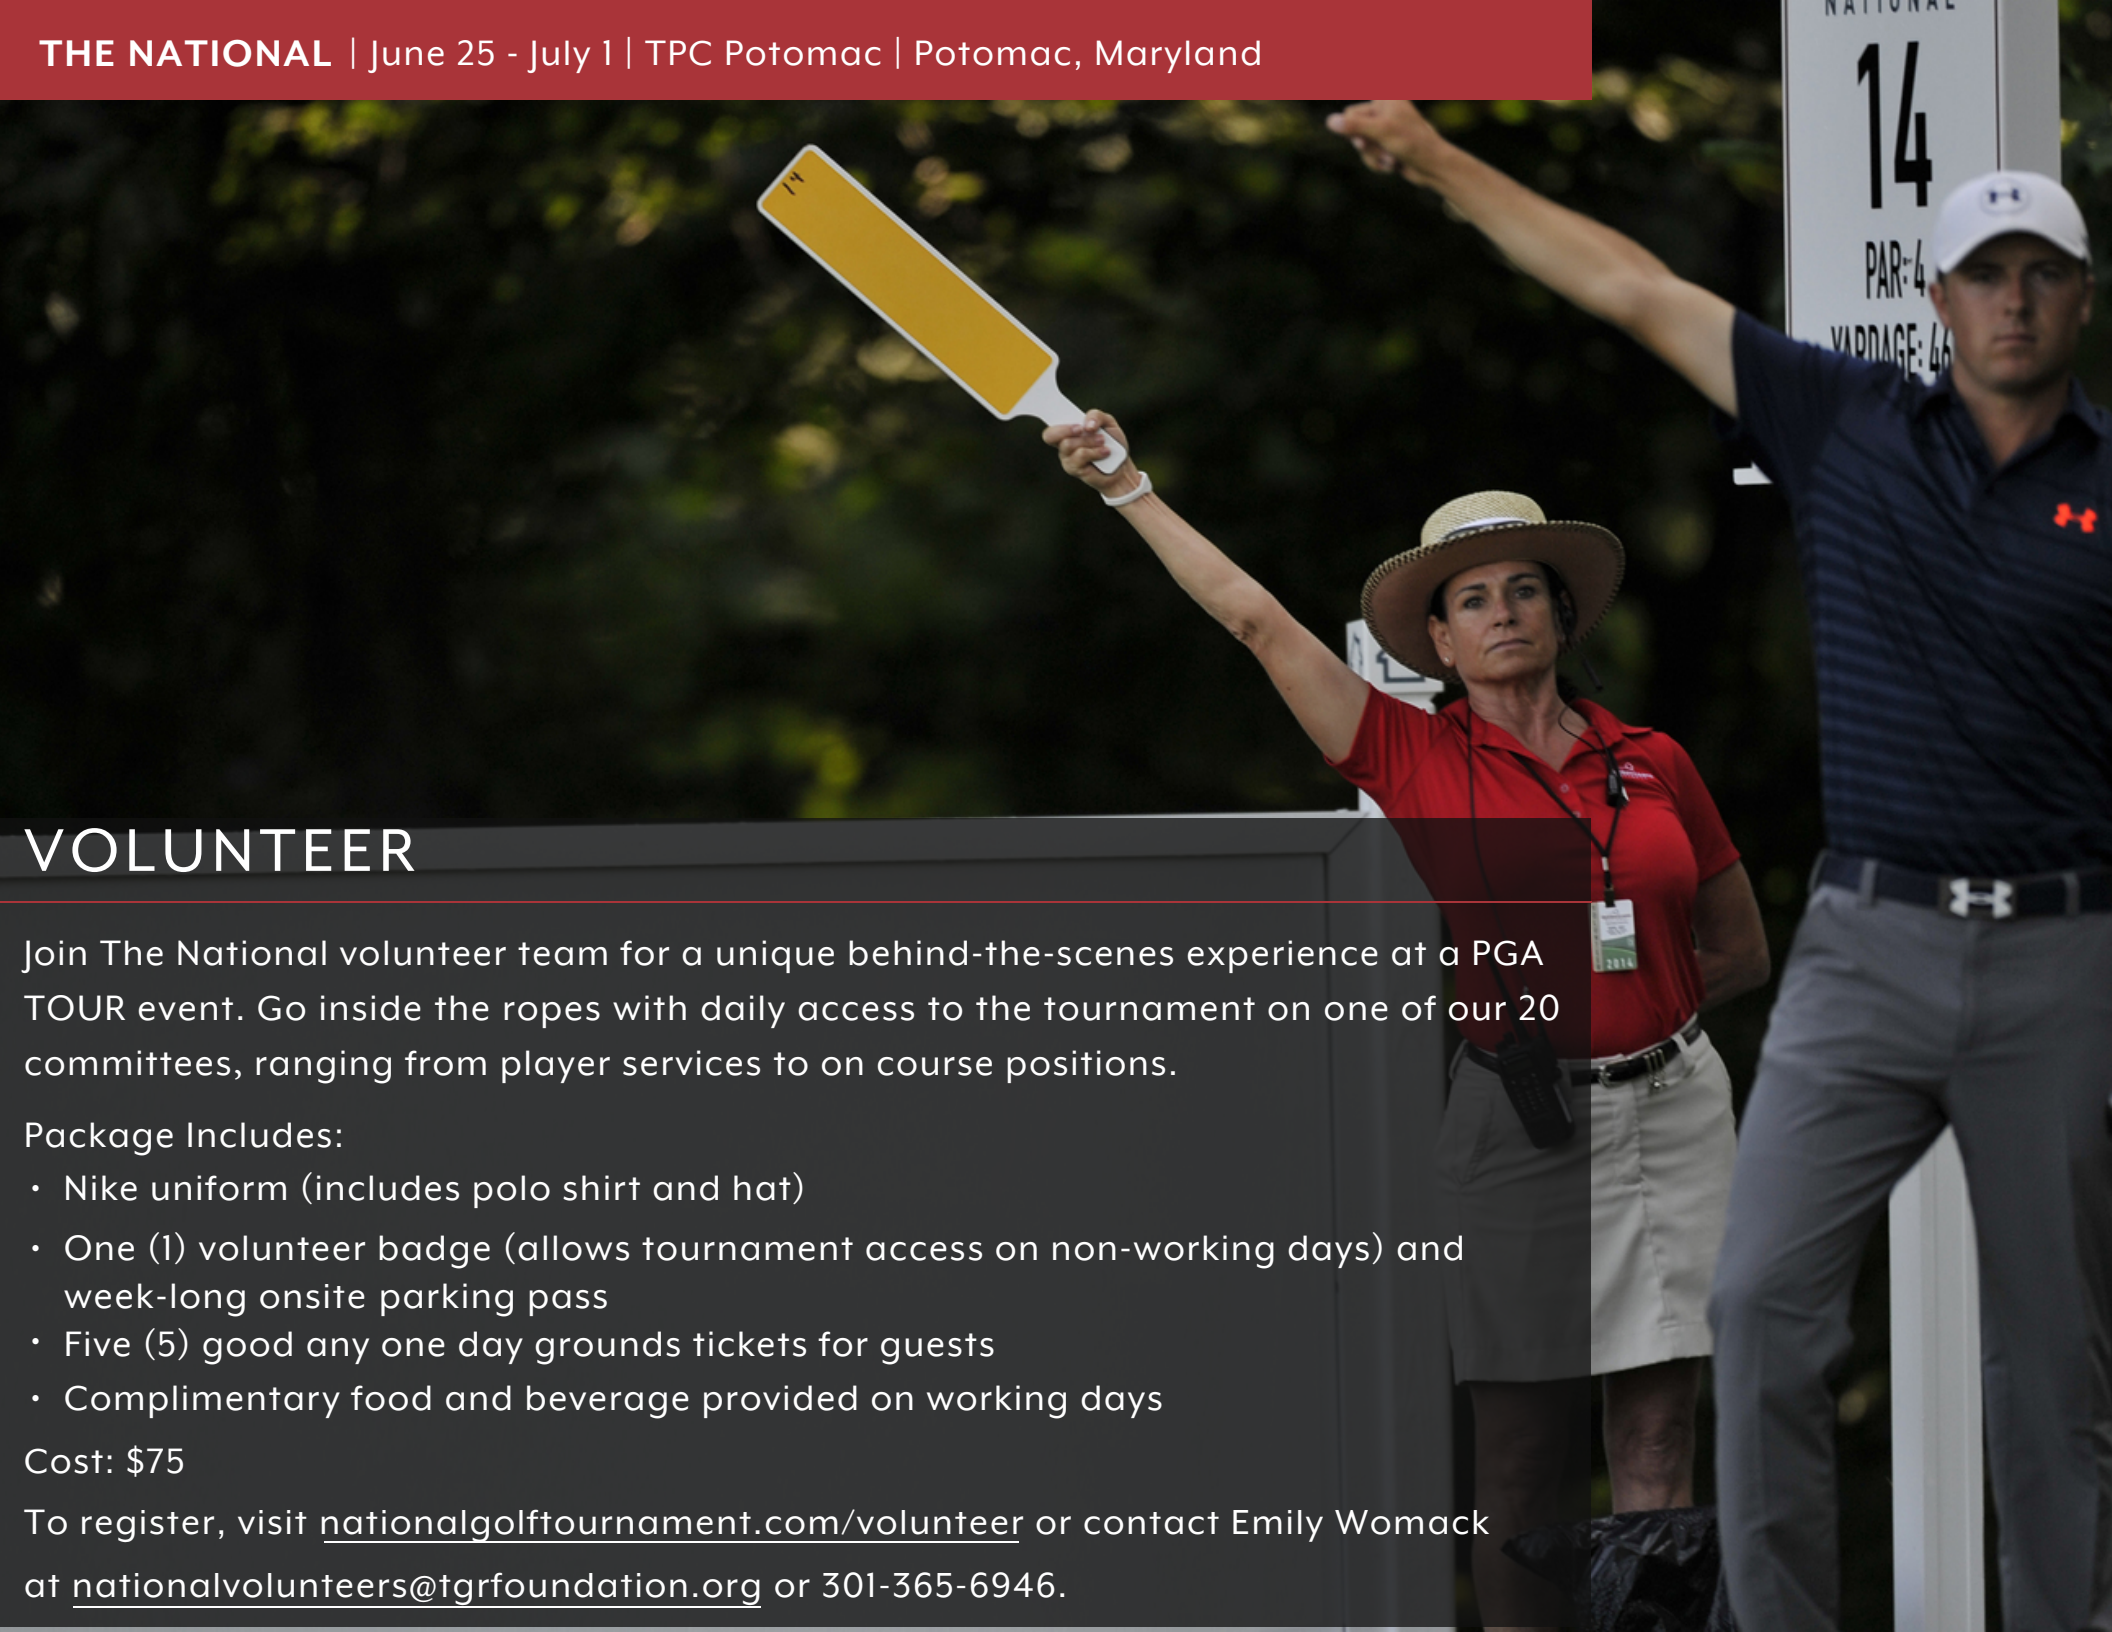 THE NATIONAL | June 25 - July 1 | TPC Potomac | Potomac, Maryland
NATIONAL
14
PAR: 4
YARDAGE: 46
14
VOLUNTEER
Join The National volunteer team for a unique behind-the-scenes experience at a PGA
TOUR event. Go inside the ropes with daily access to the tournament on one of our 20
committees, ranging from player services to on course positions.
2014
Package Includes:
• Nike uniform (includes polo shirt and hat)
• One (1) volunteer badge (allows tournament access on non-working days) and
week-long onsite parking pass
• Five (5) good any one day grounds tickets for guests
• Complimentary food and beverage provided on working days
Cost: $75
To register, visit nationalgolftournament.com/volunteer or contact Emily Womack
at nationalvolunteers@tgrfoundation.org or 301-365-6946.